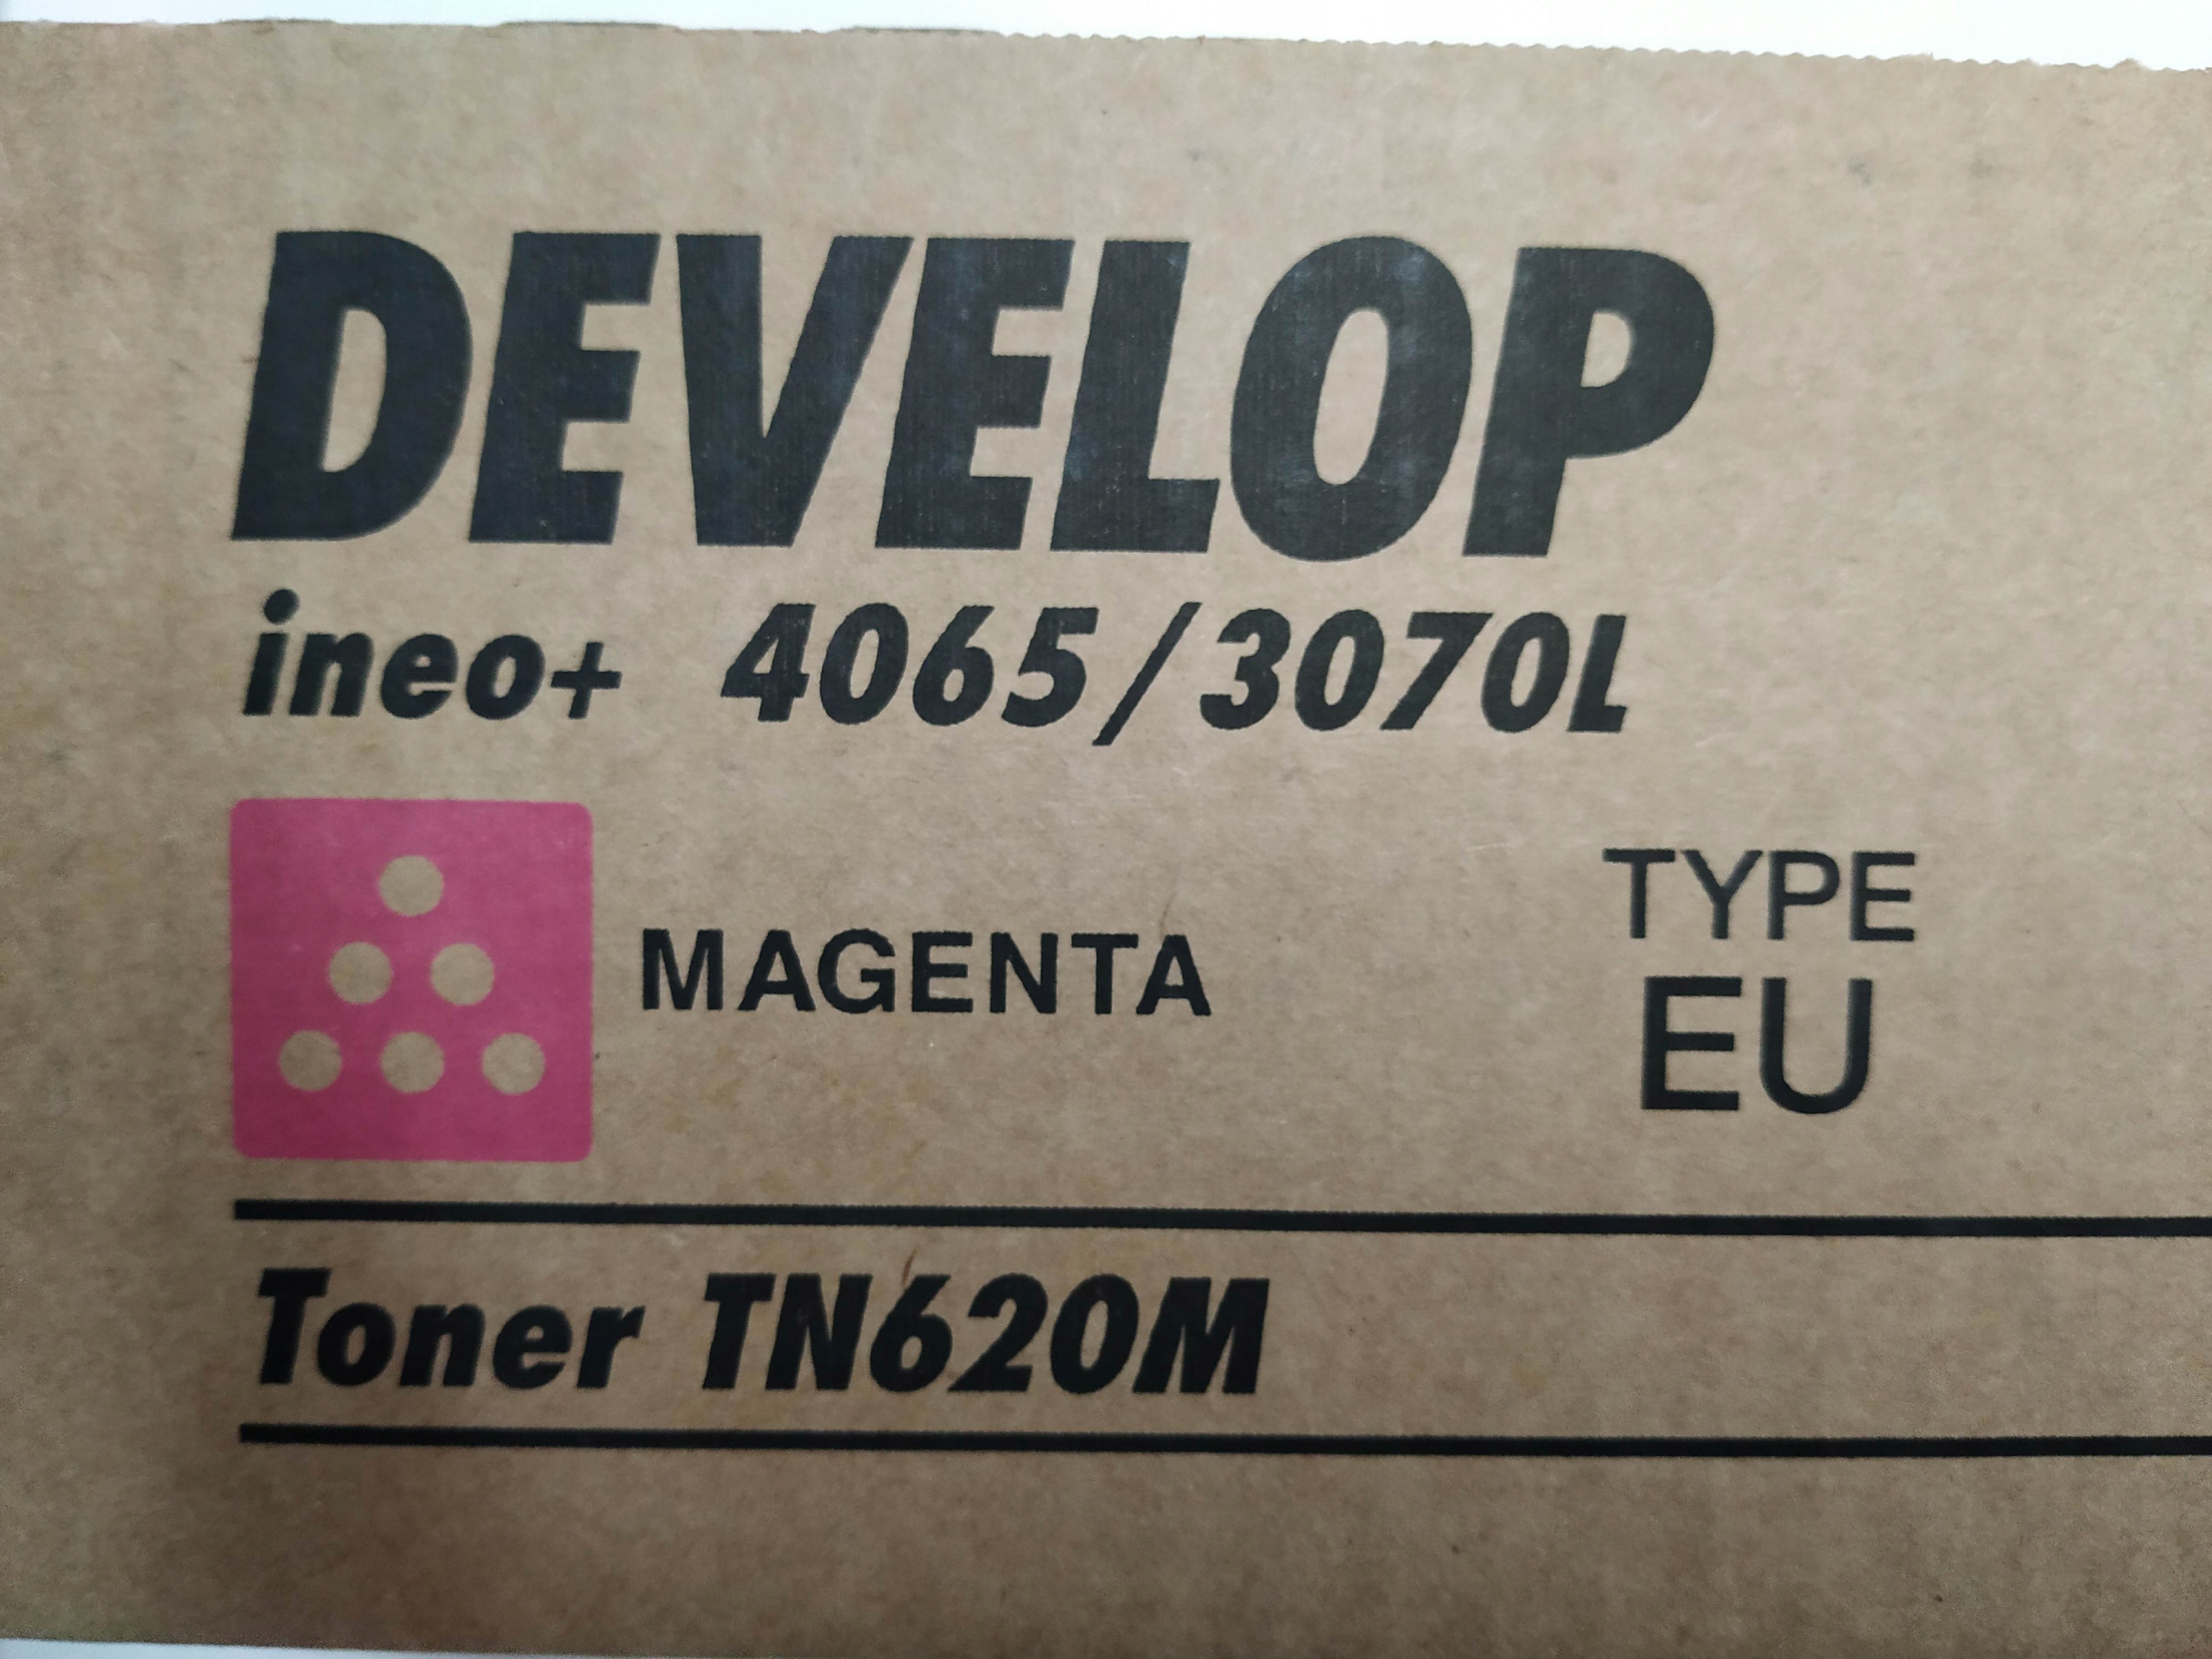 DEVELOP
ineo+ 4065/3070L
MAGENTA
TYPE
EU
Toner TN620M